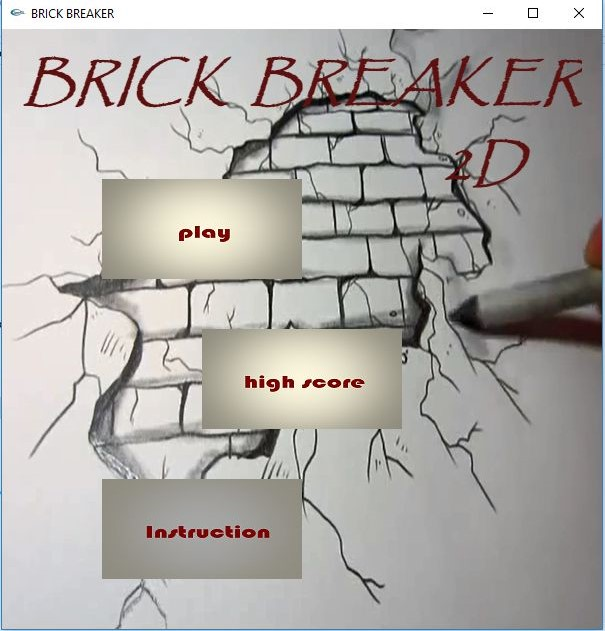 BRICK BREAKER
BRICK BREAKER
2D
play
high score
Instruction